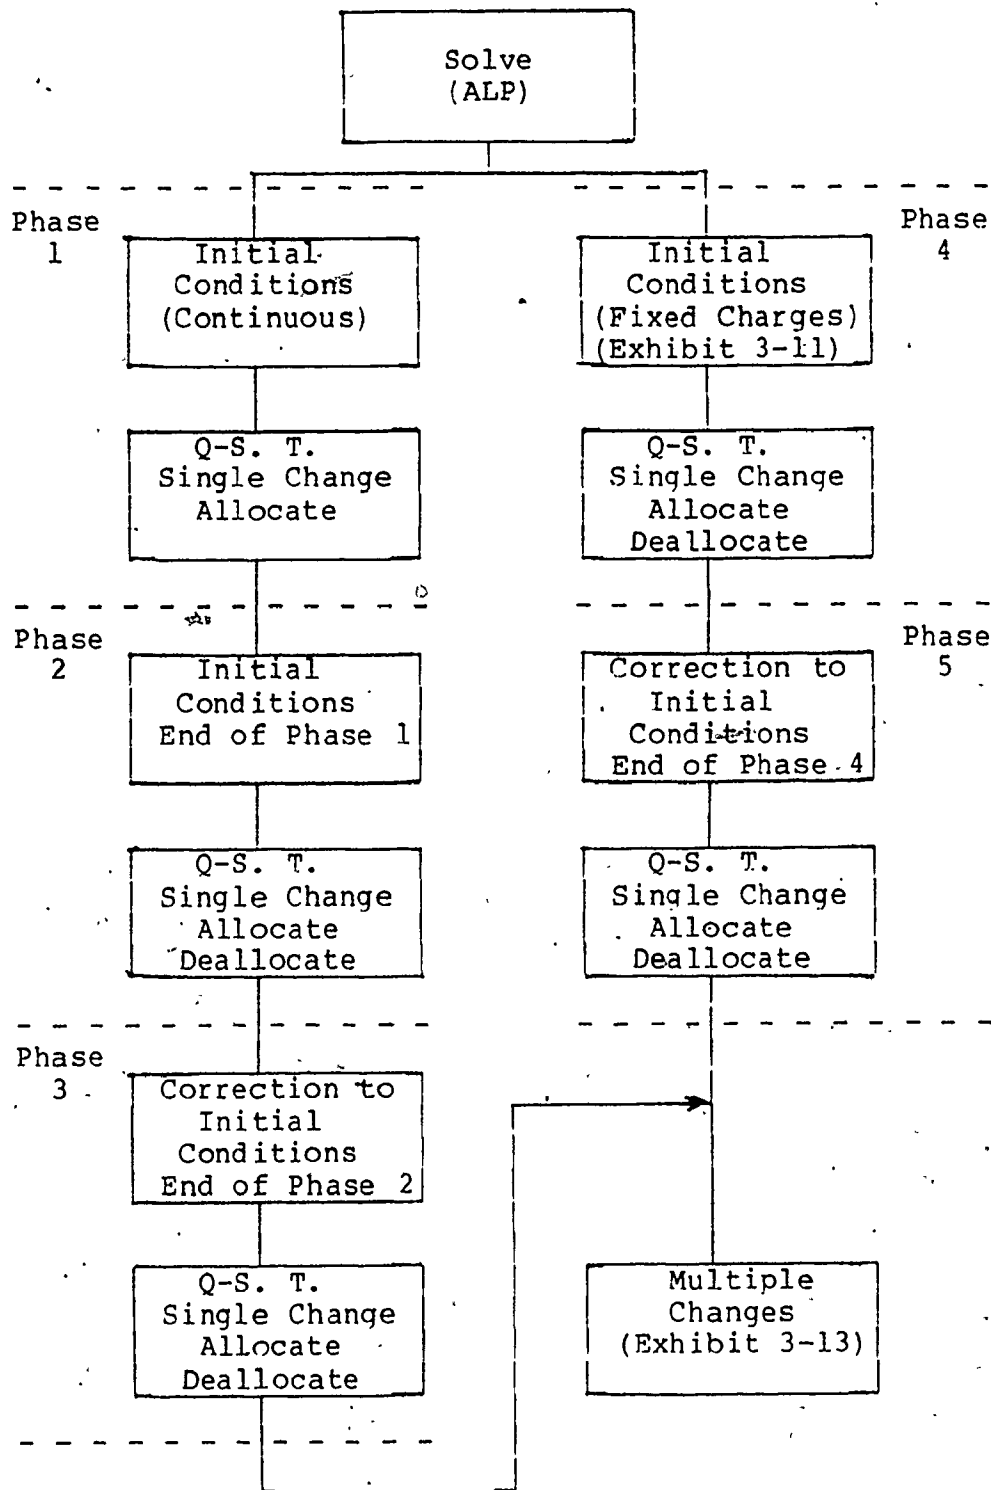 Solve
(ALP)
Phase
1
Initial
Conditions
(Continuous)
Q-S. T.
Single Change
Allocate
Phase
2
Initial
Conditions
End of Phase 1
Q-S. T.
Single Change
Allocate
Deallocate
Phase
3
Correction to
Initial
Conditions
End of Phase 2
Q-S. T.
Single Change
Allocate
Deallocate
Phase
4
Initial
Conditions
(Fixed Charges)
(Exhibit 3-11)
Q-S. T.
Single Change
Allocate
Deallocate
Phase
5
Correction to
Initial
Conditions
End of Phase 4
Q-S. T.
Single Change
Allocate
Deallocate
Multiple
Changes
(Exhibit 3-13)